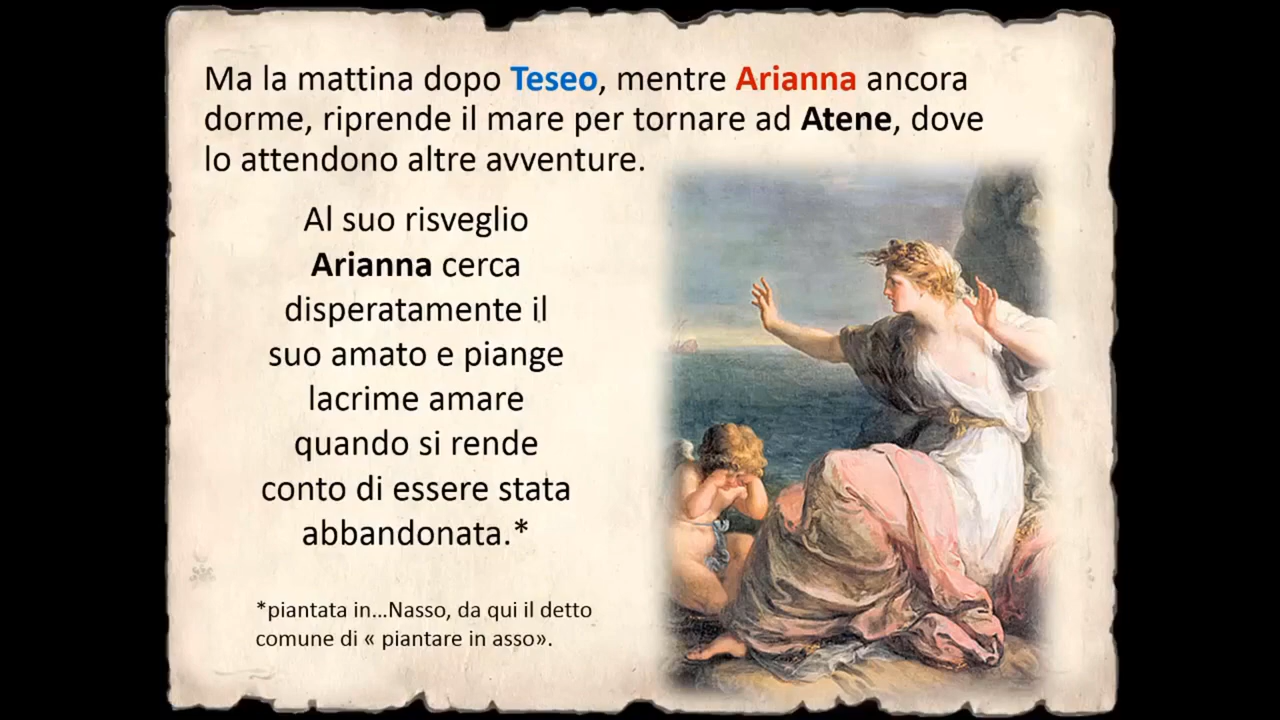 Ma la mattina dopo Teseo, mentre Arianna ancora
dorme, riprende il mare per tornare ad Atene, dove
lo attendono altre avventure.
Al suo risveglio
Arianna cerca
disperatamente il
suo amato e piange
lacrime amare
quando si rende
conto di essere stata
abbandonata.*
*piantata in...Nasso, da qui il detto
comune di « piantare in asso».